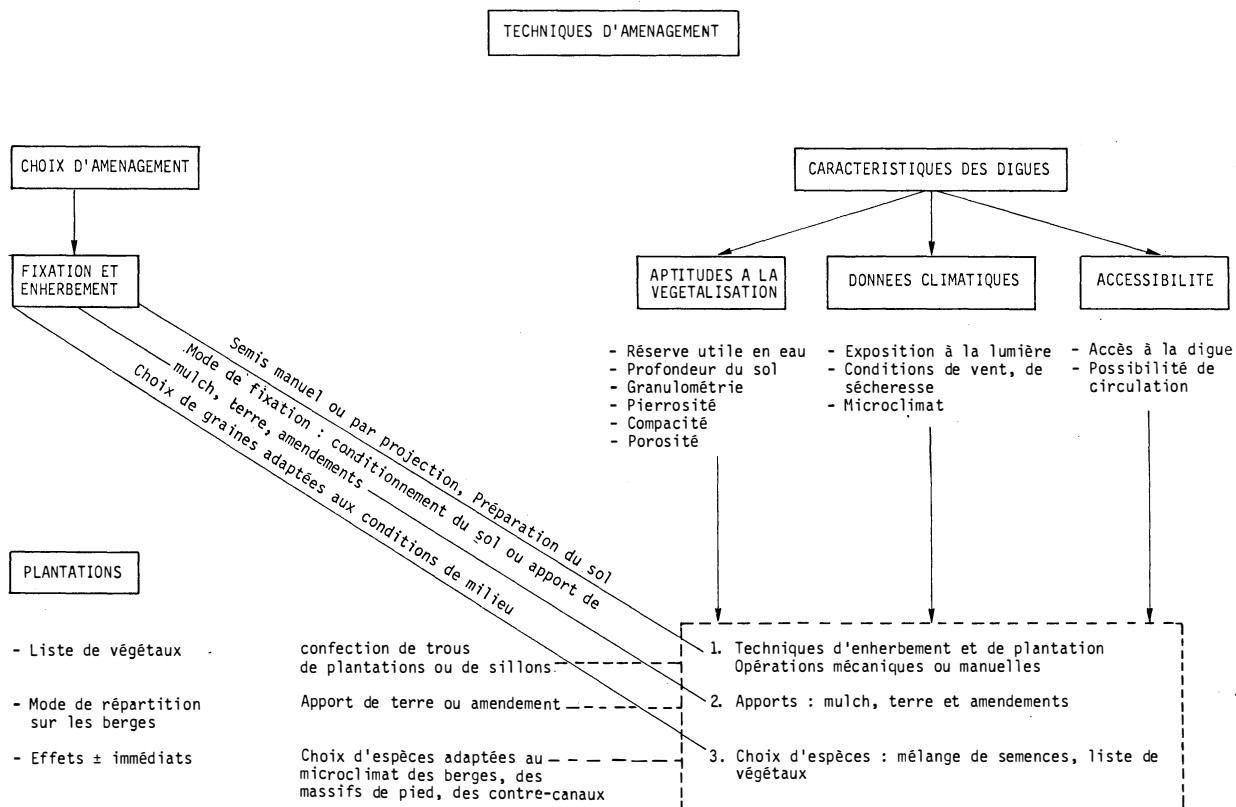 TECHNIQUES D'AMENAGEMENT
CHOIX D'AMENAGEMENT
CARACTERISTIQUES DES DIGUES
FIXATION ET
ENHERBEMENT
APTITUDES A LA
VEGETALISATION
DONNEES CLIMATIQUES
ACCESSIBILITE
- Réserve utile en eau
- Profondeur du sol
- Granulométrie
- Pierrosité
- Compacité
- Porosité
- Exposition à la lumière
- Conditions de vent, de
sécheresse
- Microclimat
- Accès à la digue
- Possibilité de
circulation
Semis manuel ou par projection, Préparation du sol
Mode de fixation : conditionnement du sol ou apport de
mulch, terre, amendements
Choix de graines adaptées aux conditions de milieu
PLANTATIONS
- Liste de végétaux
- Mode de répartition
sur les berges
- Effets ± immédiats
confection de trous
de plantations ou de sillons
Apport de terre ou amendement
Choix d'espèces adaptées au
microclimat des berges, des
massifs de pied, des contre-canaux
1. Techniques d'enherbement et de plantation
Opérations mécaniques ou manuelles
2. Apports : mulch, terre et amendements
3. Choix d'espèces : mélange de semences, liste de
végétaux